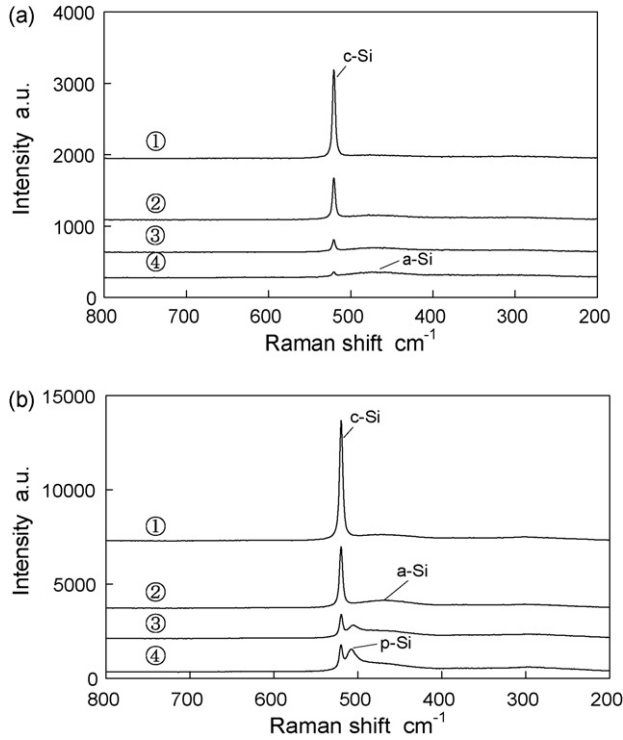 (a)
4000
3000
2000
1000
0
Intensity a.u.
c-Si
①
②
③
④
a-Si
800 700 600 500 400 300 200
Raman shift cm⁻¹
(b)
15000
10000
5000
0
Intensity a.u.
c-Si
①
②
③
④
a-Si
p-Si
800 700 600 500 400 300 200
Raman shift cm⁻¹